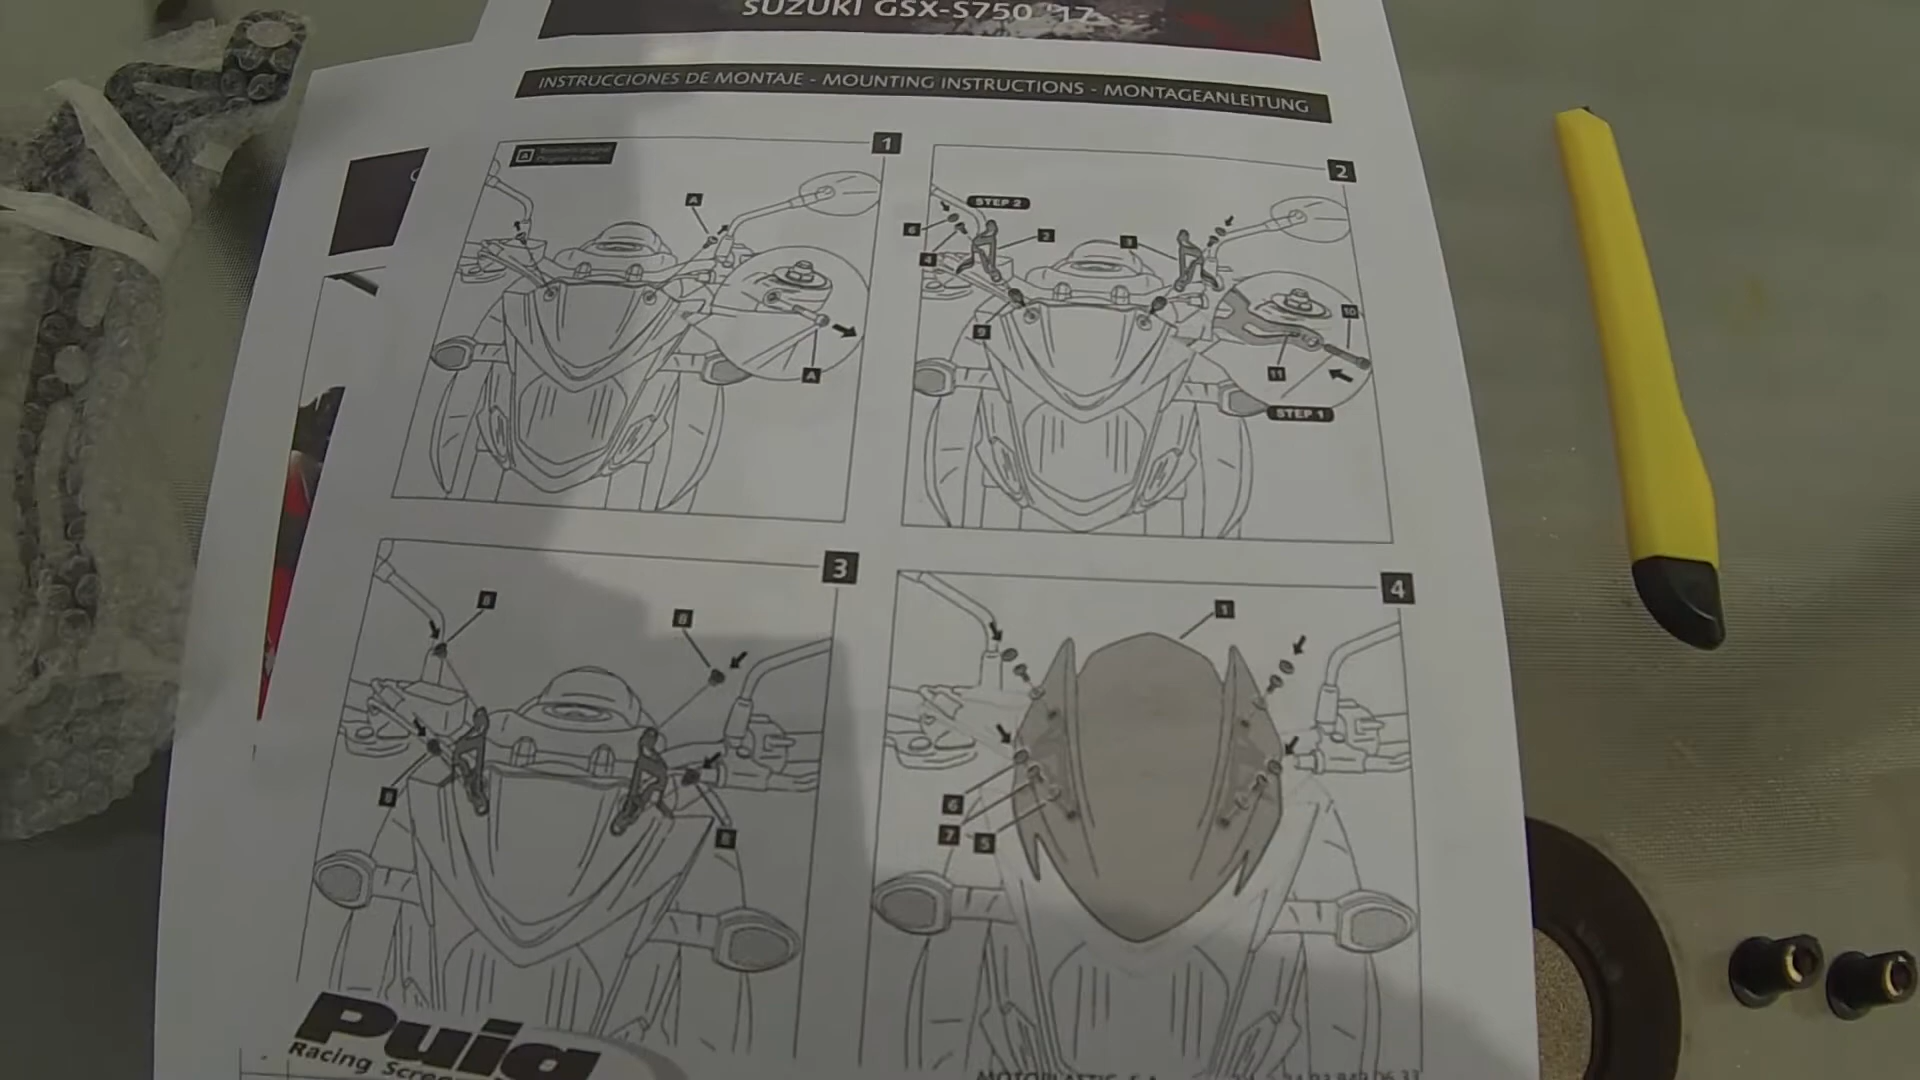 SUZUKI GSX-S750 '17
INSTRUCCIONES DE MONTAJE - MOUNTING INSTRUCTIONS - MONTAGEANLEITUNG
1
A
A
A
2
STEP 2
6
2
3
4
9
10
11
STEP 1
3
8
8
8
8
4
1
6
7
5
Puig
Racing Scre